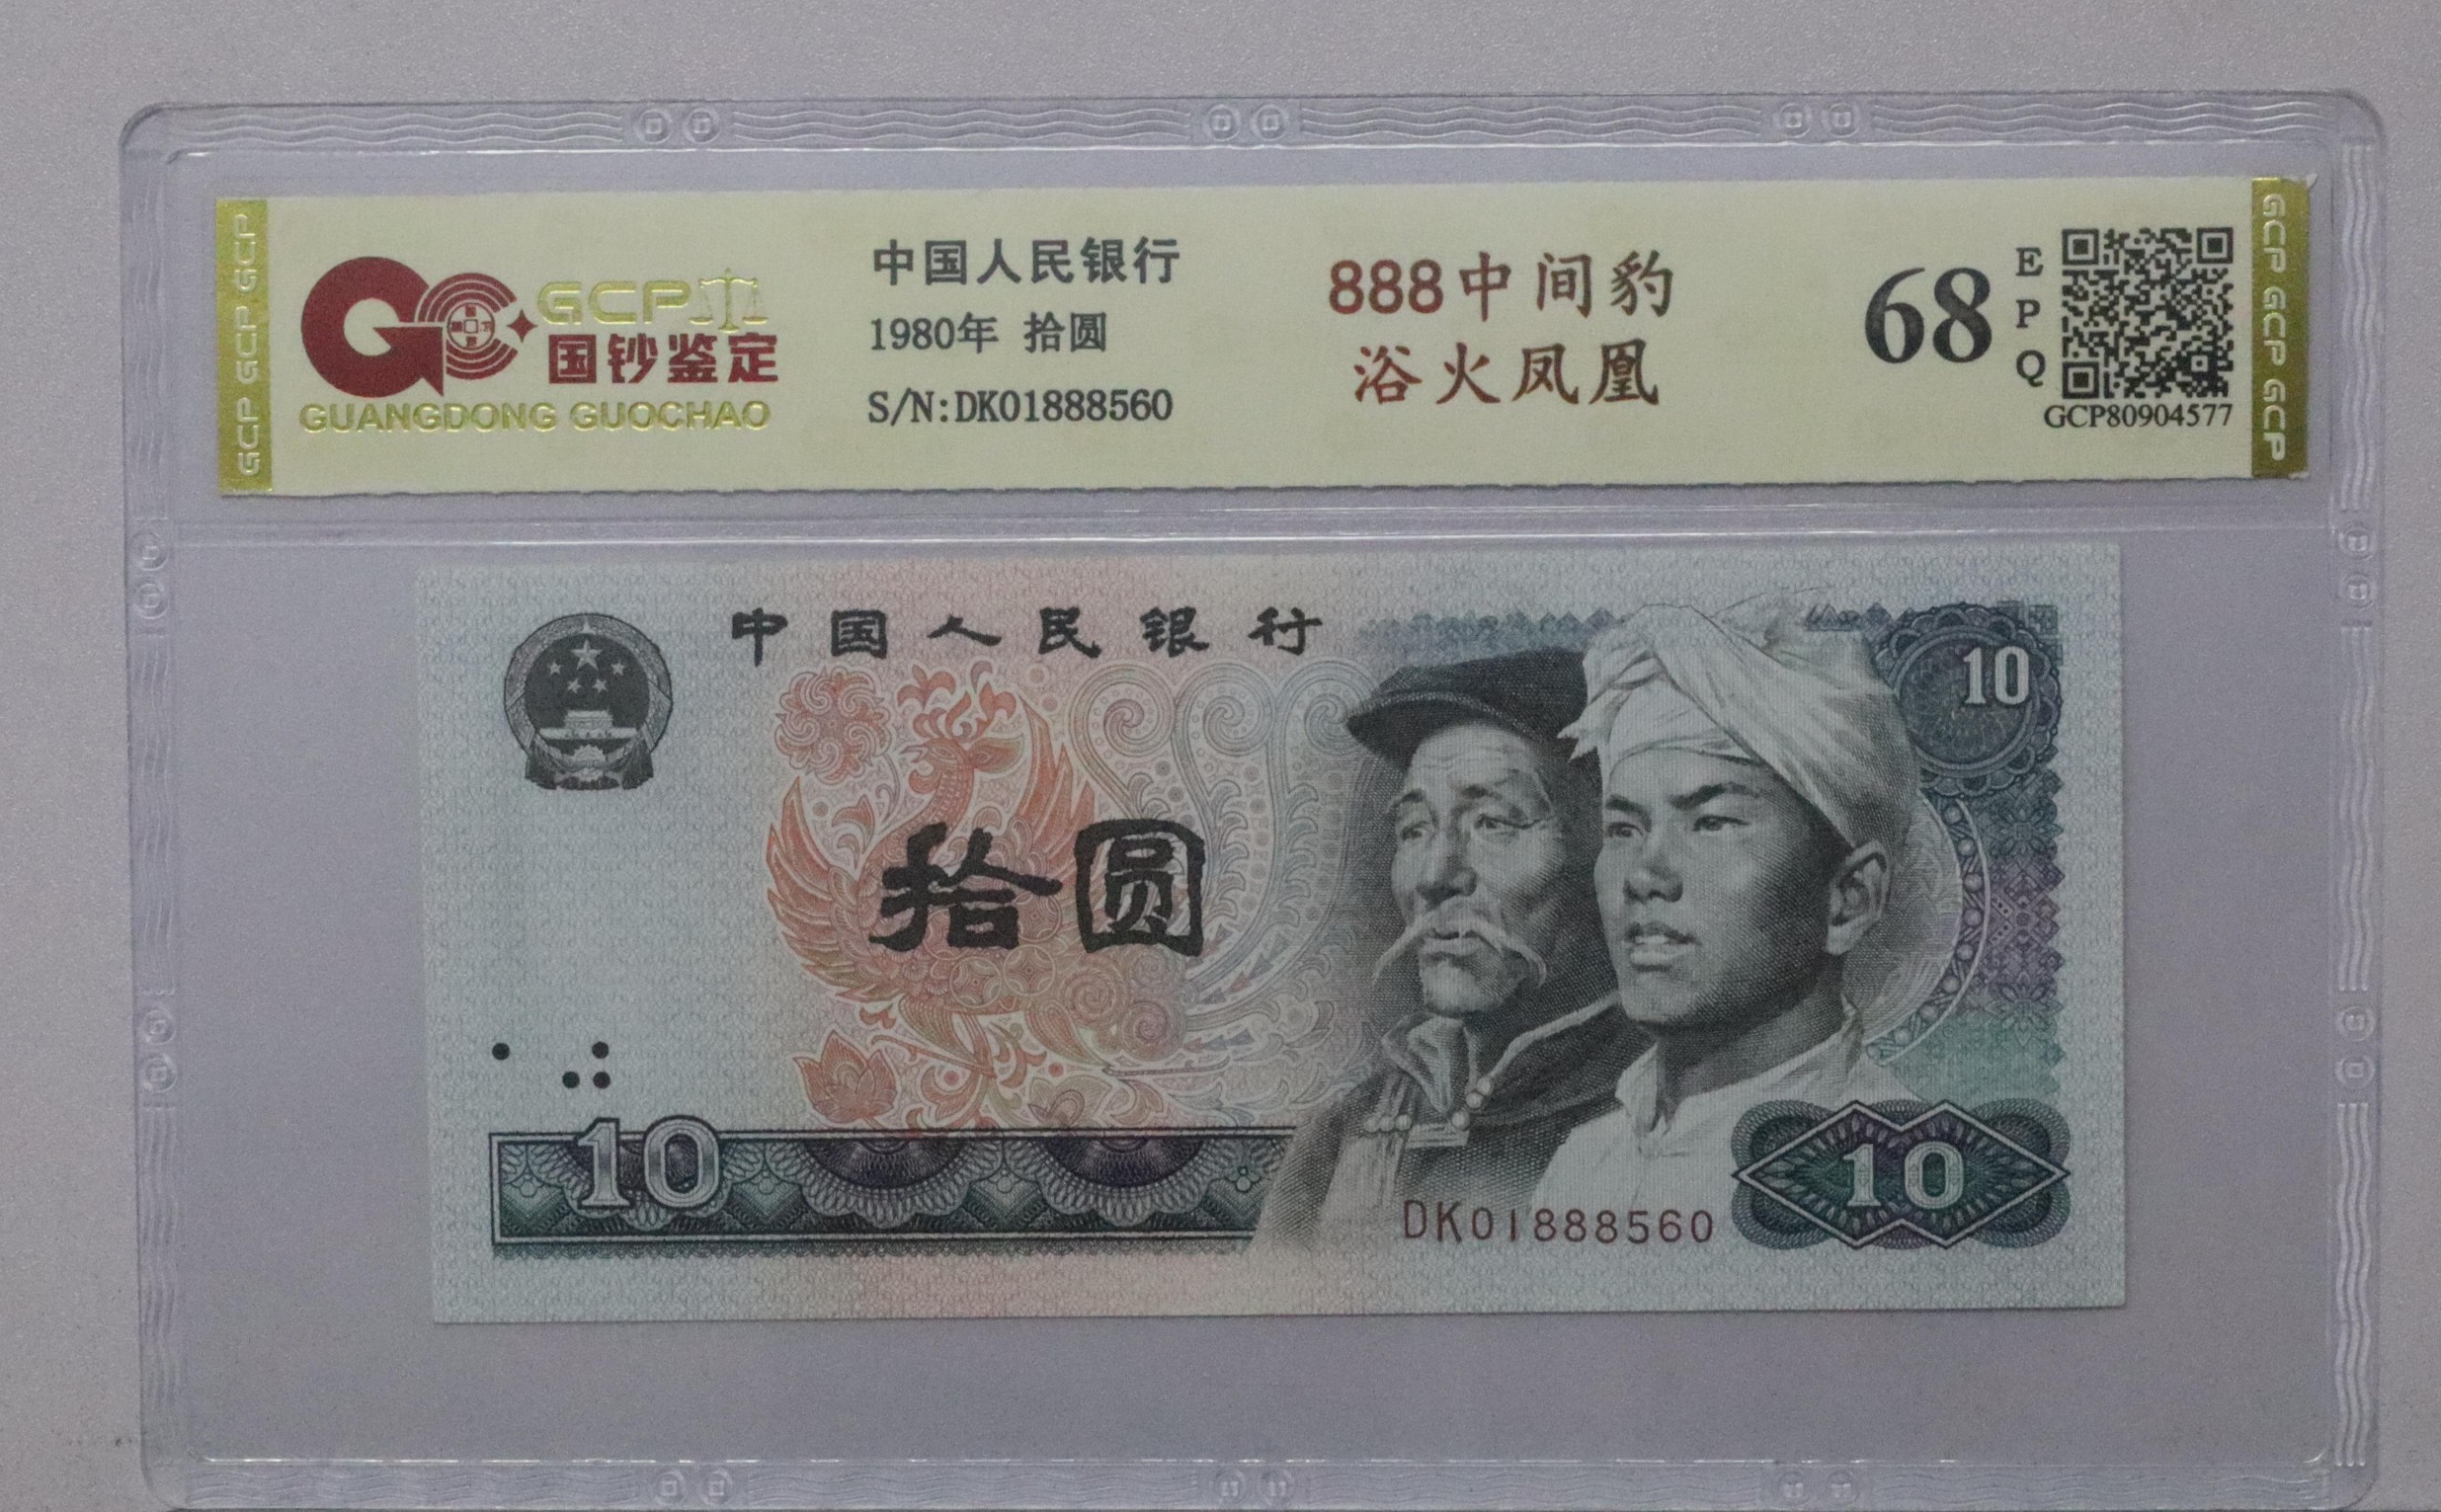 GCP GCP GCP
GCP
国钞鉴定
GUANGDONG GUOCHAO
中国人民银行
1980年 拾圆
S/N:DK01888560
888中间豹
浴火凤凰
68
E
P
Q
GCP80904577
GCP GCP GCP
中国人民银行
10
拾圆
10
DK01888560
10